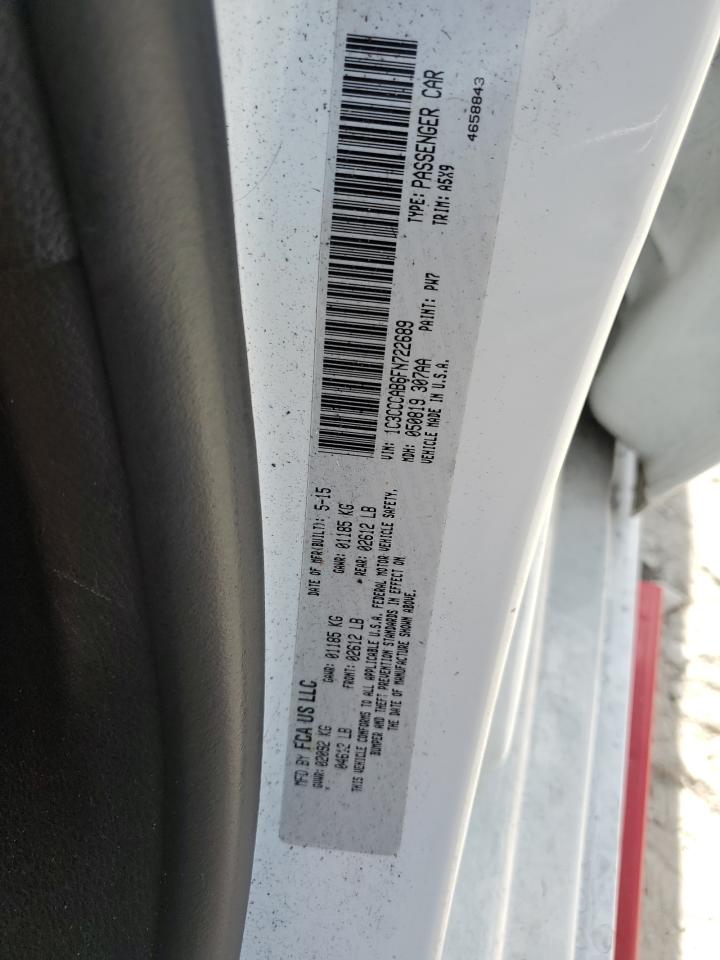 MFD BY FCA US LLC
DATE OF MFR(BUILT): 5-15
GVWR: 02092 KG
GAWR: 01185 KG
GAWR: 01185 KG
04612 LB
FRONT: 02612 LB
REAR: 02612 LB
THIS VEHICLE CONFORMS TO ALL APPLICABLE U.S.A. FEDERAL MOTOR VEHICLE SAFETY,
BUMPER AND THEFT PREVENTION STANDARDS IN EFFECT ON
THE DATE OF MANUFACTURE SHOWN ABOVE.
VIN: 1C3CCCAB6FN722689
TYPE: PASSENGER CAR
MDH: 050819 307AA
PAINT: PW7
TRIM: A5X9
VEHICLE MADE IN U.S.A.
4658843